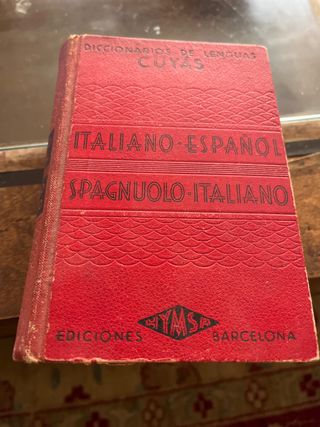 DICCIONARIOS DE LENGUAS
CUYÁS
ITALIANO-ESPAÑOL
SPAGNUOLO-ITALIANO
HYMSA
EDICIONES BARCELONA